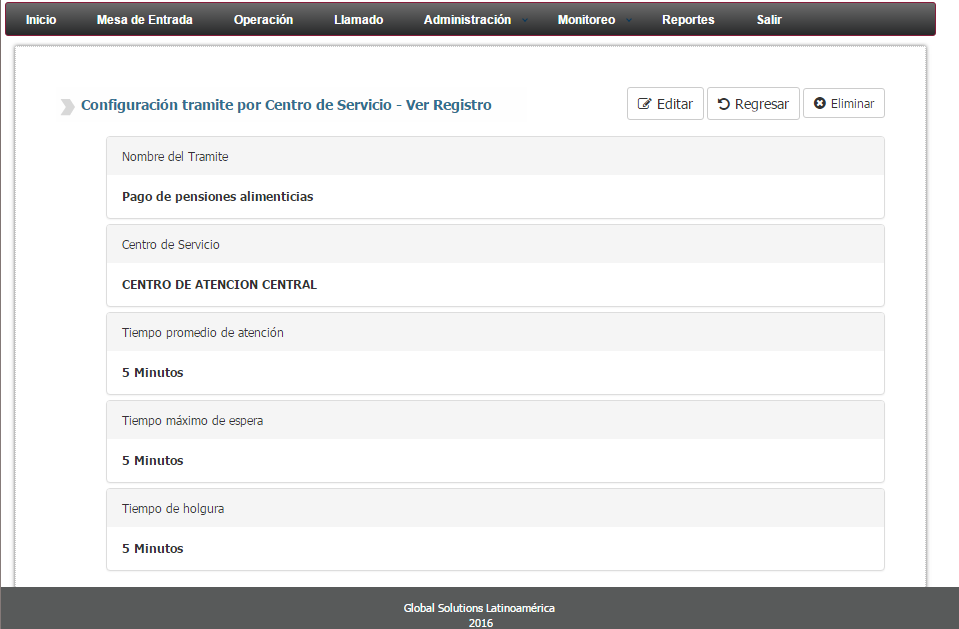 Inicio Mesa de Entrada Operación Llamado Administración Monitoreo Reportes Salir
Configuración tramite por Centro de Servicio - Ver Registro Editar Regresar Eliminar
Nombre del Tramite
Pago de pensiones alimenticias
Centro de Servicio
CENTRO DE ATENCION CENTRAL
Tiempo promedio de atención
5 Minutos
Tiempo máximo de espera
5 Minutos
Tiempo de holgura
5 Minutos
Global Solutions Latinoamérica
2016